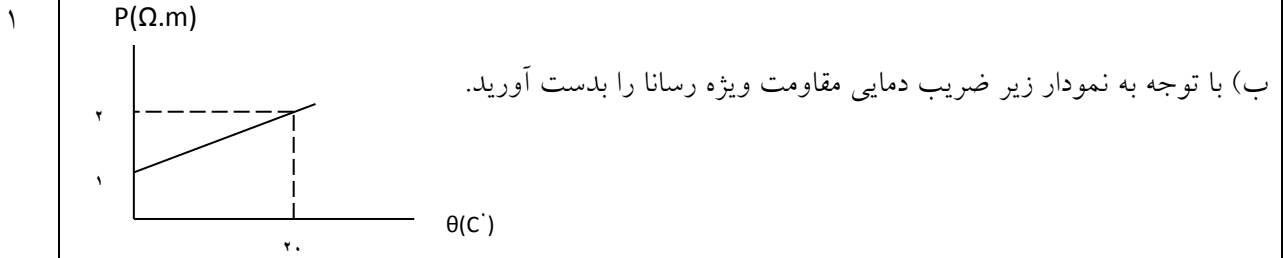 ۱
P(Ω.m)
ب) با توجه به نمودار زیر ضریب دمایی مقاومت ویژه رسانا را بدست آورید.
۲
۱
θ(C˙)
۲۰